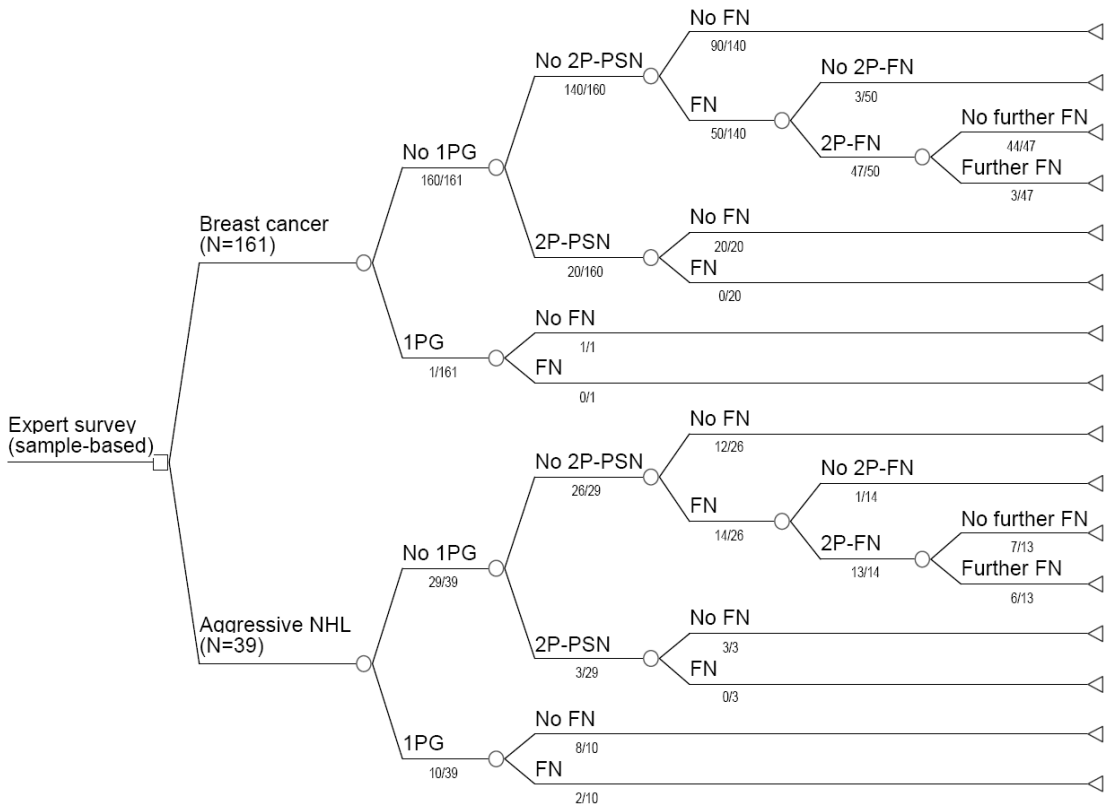 No FN
90/140
No 2P-PSN
140/160
No 2P-FN
3/50
FN
50/140
No further FN
44/47
2P-FN
47/50
Further FN
3/47
No 1PG
160/161
No FN
20/20
2P-PSN
20/160
FN
0/20
Breast cancer
(N=161)
No FN
1/1
1PG
1/161
FN
0/1
Expert survey
(sample-based)
No FN
12/26
No 2P-PSN
26/29
No 2P-FN
1/14
FN
14/26
No further FN
7/13
2P-FN
13/14
Further FN
6/13
No 1PG
29/39
No FN
3/3
2P-PSN
3/29
FN
0/3
Aggressive NHL
(N=39)
No FN
8/10
1PG
10/39
FN
2/10